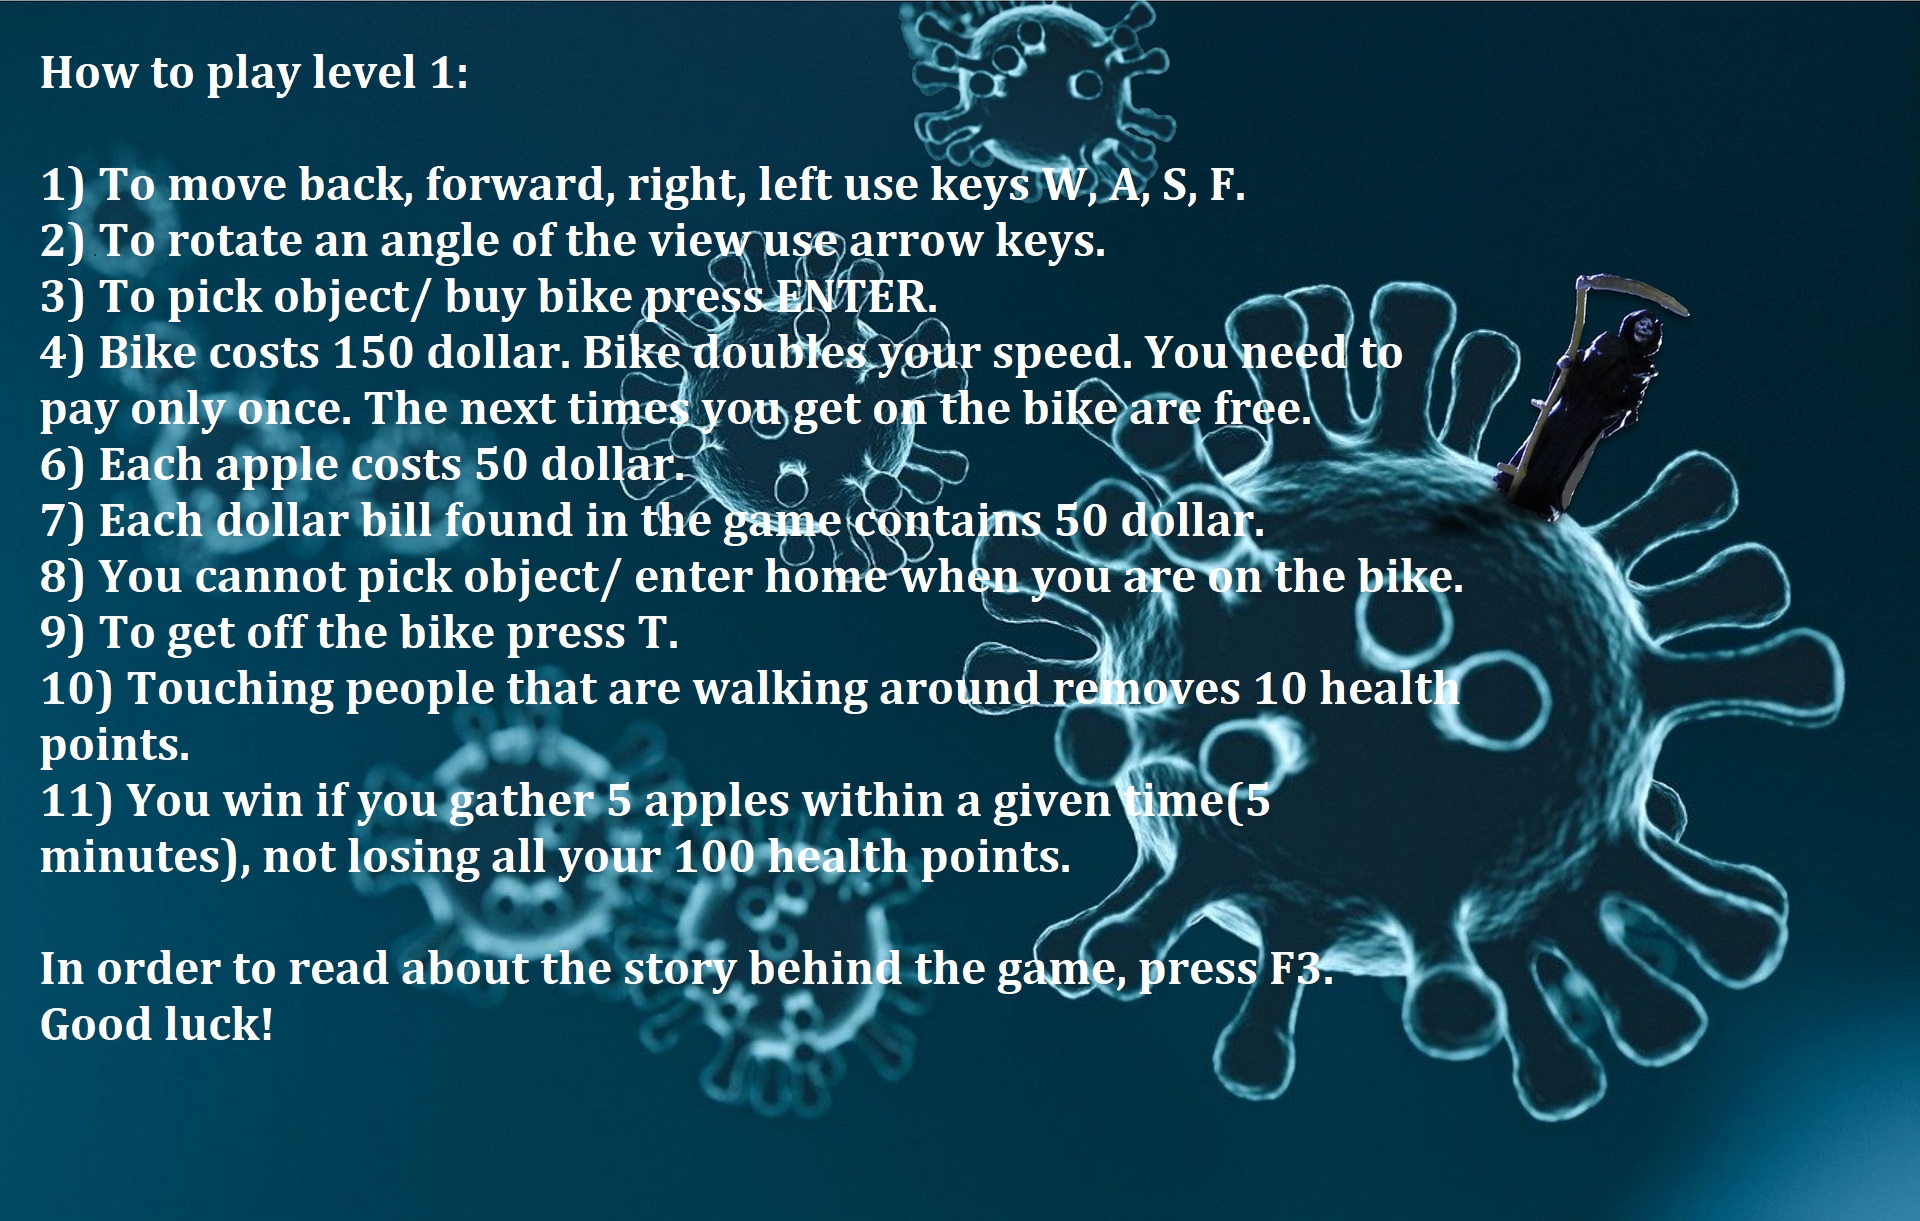 How to play level 1:
1) To move back, forward, right, left use keys W, A, S, F.
2) To rotate an angle of the view use arrow keys.
3) To pick object/ buy bike press ENTER.
4) Bike costs 150 dollar. Bike doubles your speed. You need to
pay only once. The next times you get on the bike are free.
6) Each apple costs 50 dollar.
7) Each dollar bill found in the game contains 50 dollar.
8) You cannot pick object/ enter home when you are on the bike.
9) To get off the bike press T.
10) Touching people that are walking around removes 10 health
points.
11) You win if you gather 5 apples within a given time(5
minutes), not losing all your 100 health points.
In order to read about the story behind the game, press F3.
Good luck!